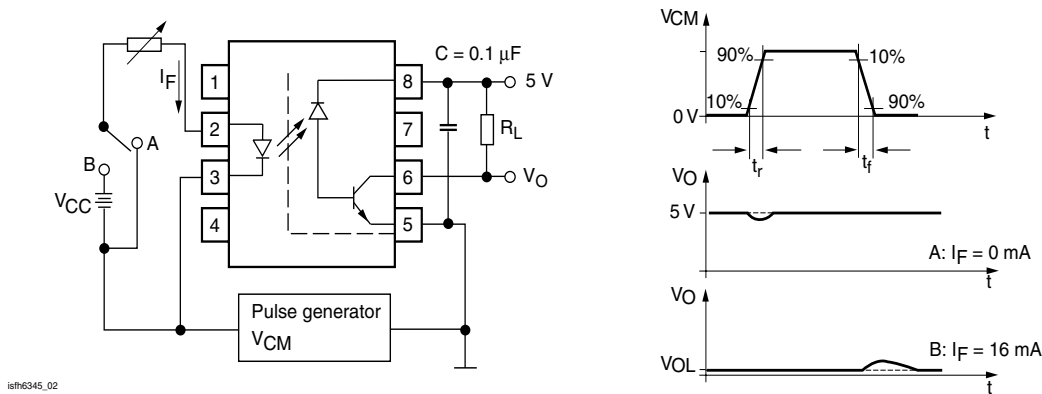 I_F
C = 0.1 µF
1
2
3
4
8
7
6
5
5 V
R_L
V_O
A
B
V_CC
Pulse generator
V_CM
isfh6345_02
V_CM
90%
10%
10%
90%
0 V
t
t_r
t_f
V_O
5 V
A: I_F = 0 mA
t
V_O
V_OL
B: I_F = 16 mA
t